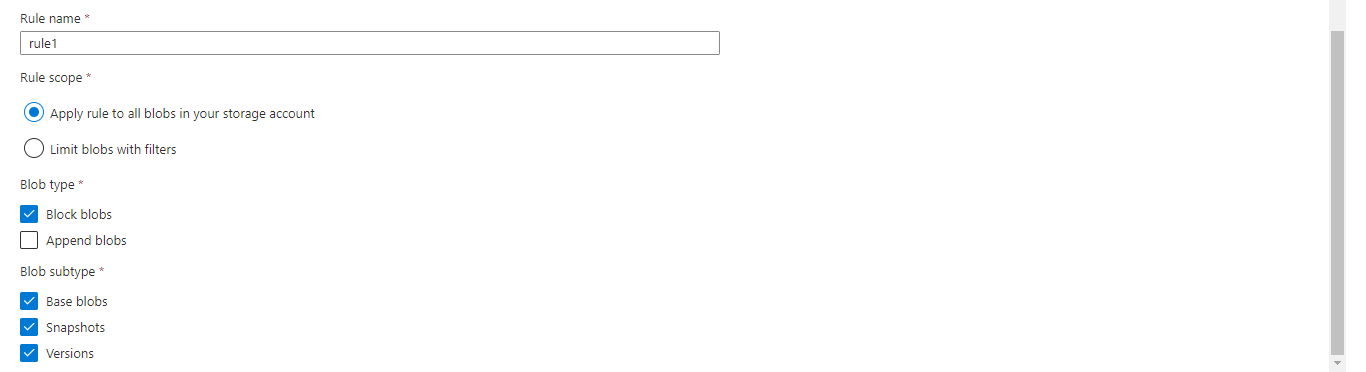 Rule name *
rule1
Rule scope *
Apply rule to all blobs in your storage account
Limit blobs with filters
Blob type *
Block blobs
Append blobs
Blob subtype *
Base blobs
Snapshots
Versions